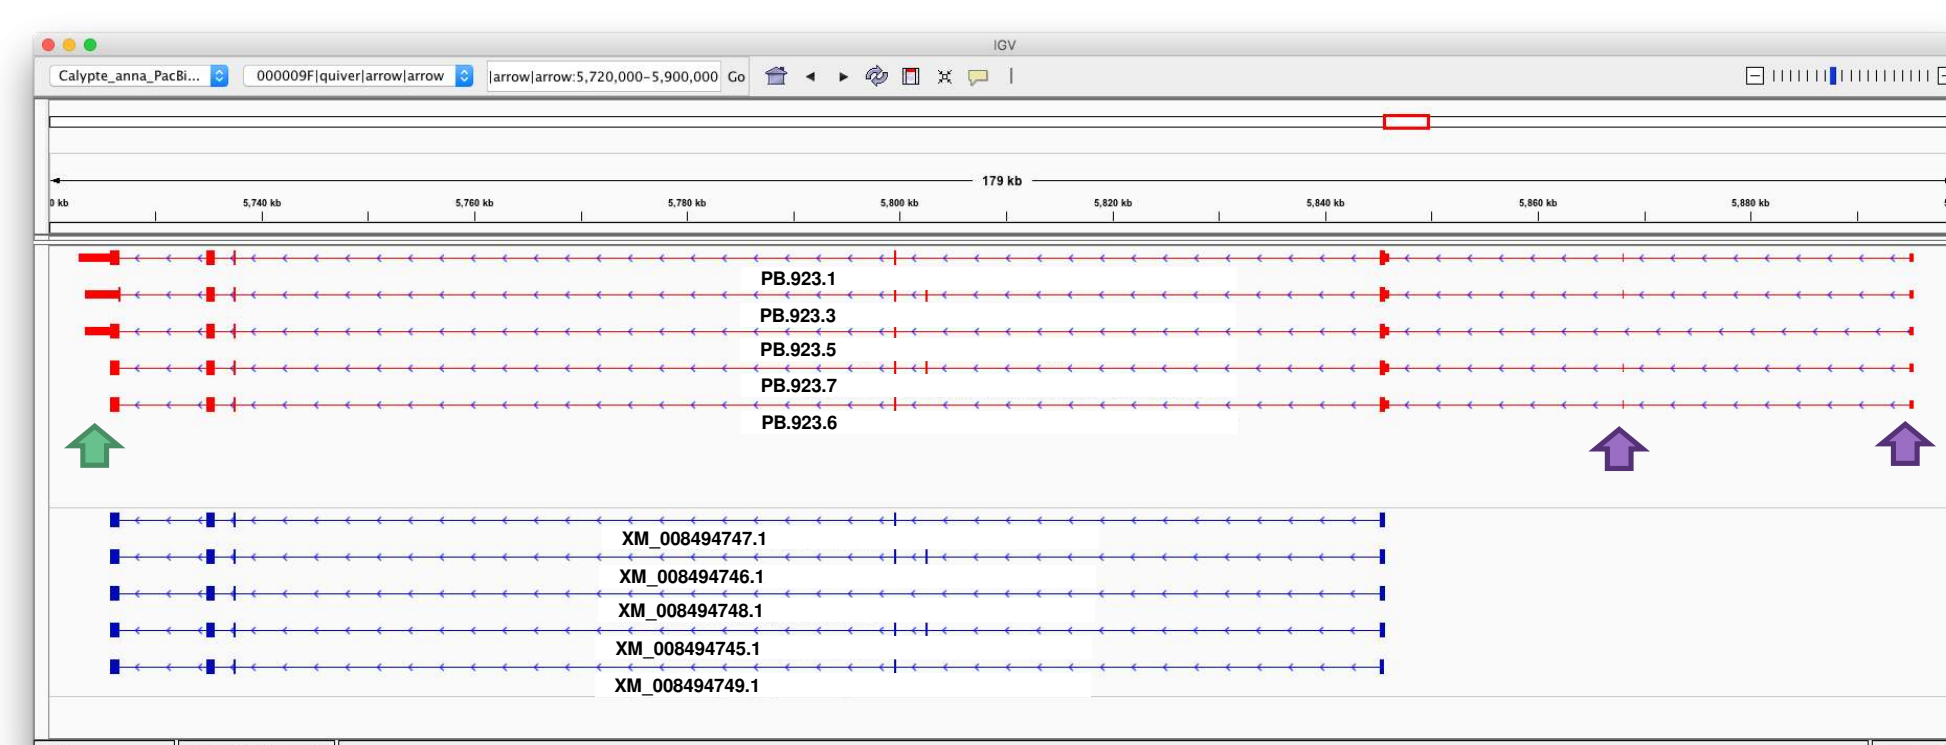 IGV
Calypte_anna_PacBi... 000009F|quiver|arrow|arrow |arrow|arrow:5,720,000-5,900,000 Go
179 kb
0 kb 5,740 kb 5,760 kb 5,780 kb 5,800 kb 5,820 kb 5,840 kb 5,860 kb 5,880 kb
PB.923.1
PB.923.3
PB.923.5
PB.923.7
PB.923.6
XM_008494747.1
XM_008494746.1
XM_008494748.1
XM_008494745.1
XM_008494749.1